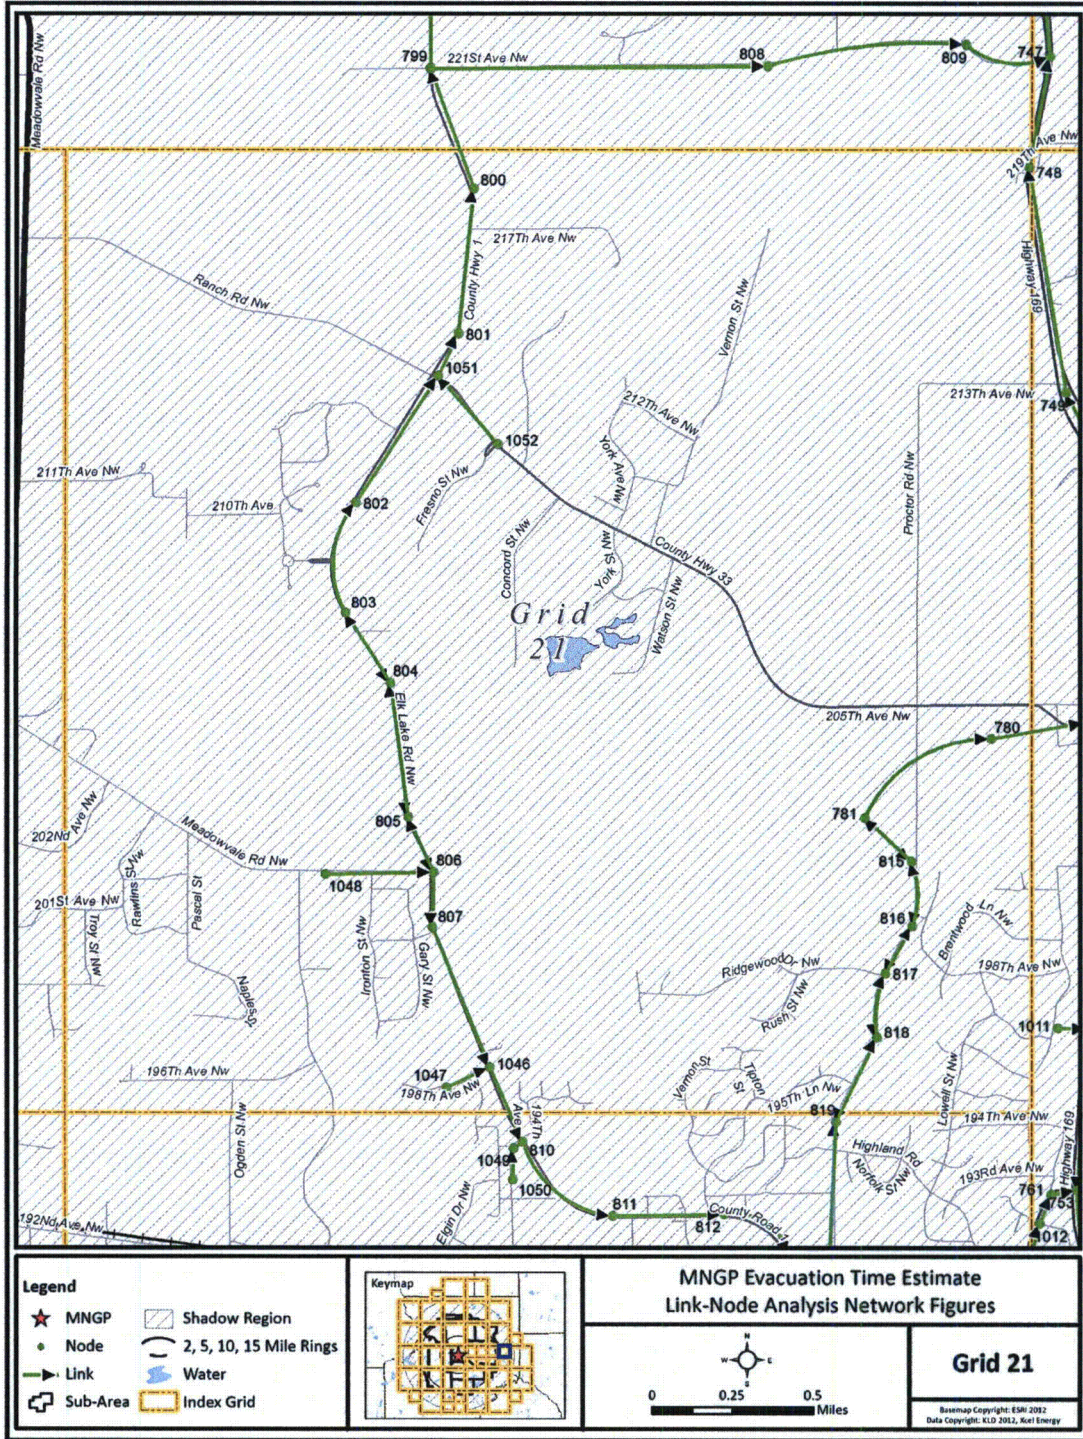 Meadowvale Rd Nw
799
221St Ave Nw
808
809
747
219Th Ave Nw
748
800
217Th Ave Nw
County Hwy 1
Ranch Rd Nw
Highway 169
Vernon St Nw
801
1051
213Th Ave Nw
749
212Th Ave Nw
1052
York Ave Nw
211Th Ave Nw
Fresno St Nw
Proctor Rd Nw
210Th Ave
802
Concord St Nw
York St Nw
County Hwy 33
803
Grid
21
Watson St Nw
804
Elk Lake Rd Nw
205Th Ave Nw
780
805
781
202Nd Ave Nw
Meadowvale Rd Nw
806
815
1048
Rawlins St Nw
Pascal St
201St Ave Nw
807
816
Brentwood Ln Nw
Troy St Nw
Ironton St Nw
Gary St Nw
Ridgewood Dr Nw
817
198Th Ave Nw
Naples St
Rush St Nw
818
1011
1046
196Th Ave Nw
1047
198Th Ave Nw
Vernon St
Tipton St
195Th Ln Nw
Lowell St Nw
819
194Th Ave Nw
194Th Ave
Ogden St Nw
810
1049
Highland Rd
Norfolk St Nw
193Rd Ave Nw
Highway 169
1050
761
753
Elgin Dr Nw
811
812
County Road 1
192Nd Ave Nw
1012
Legend
MNGP
Shadow Region
Node
2, 5, 10, 15 Mile Rings
Link
Water
Sub-Area
Index Grid
Keymap
MNGP Evacuation Time Estimate
Link-Node Analysis Network Figures
N
W
E
S
0 0.25 0.5
Miles
Grid 21
Basemap Copyright: ESRI 2012
Data Copyright: KLD 2012, Xcel Energy